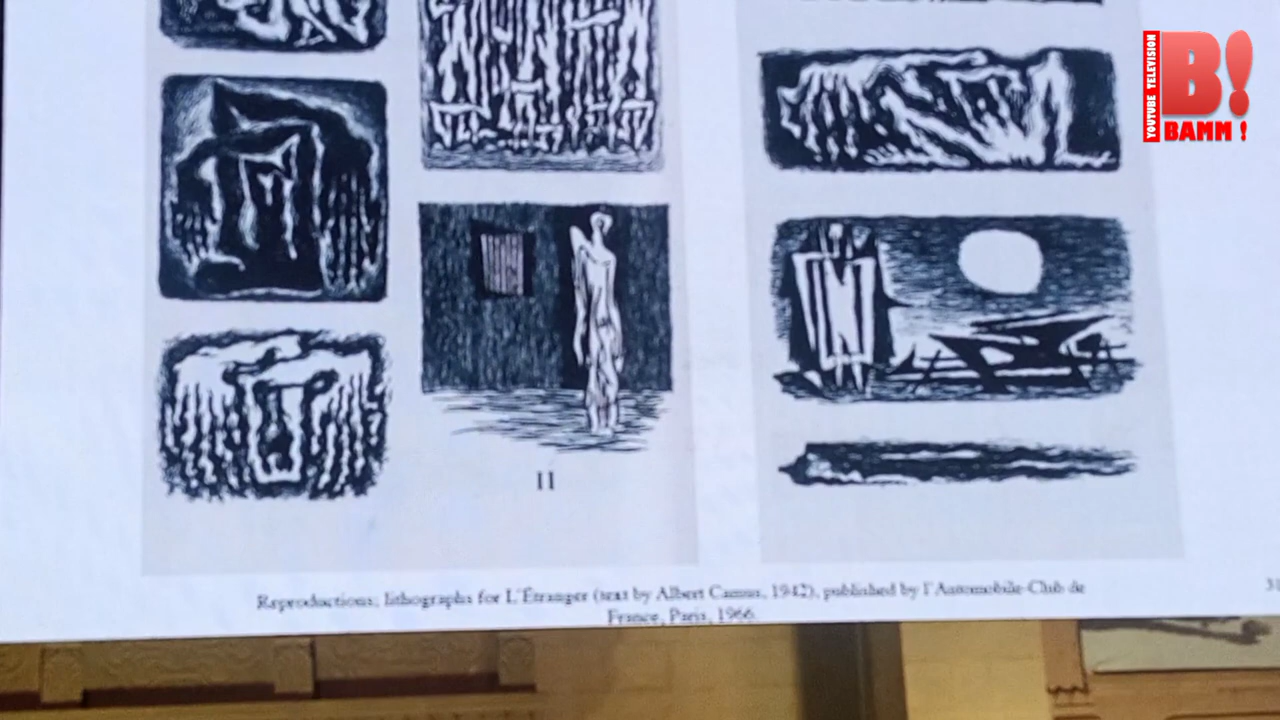 YOUTUBE TELEVISION
B!
BAMM !
II
Reproductions; lithographs for L'Étranger (text by Albert Camus, 1942), published by l'Automobile-Club de
France, Paris, 1966.